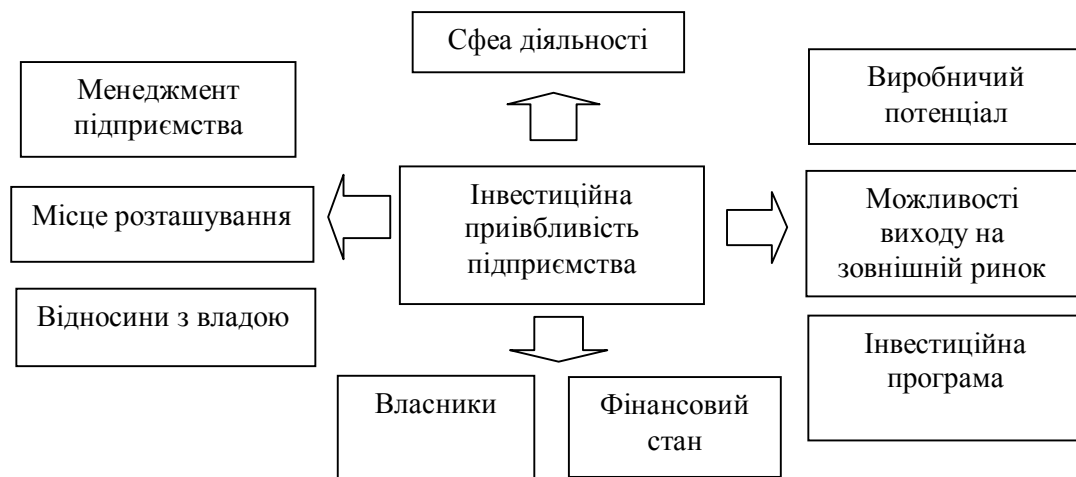 Сфеа діяльності
Менеджмент
підприємства
Виробничий
потенціал
Місце розташування
Інвестиційна
приівбливість
підприємства
Можливості
виходу на
зовнішній ринок
Відносини з владою
Інвестиційна
програма
Власники
Фінансовий
стан